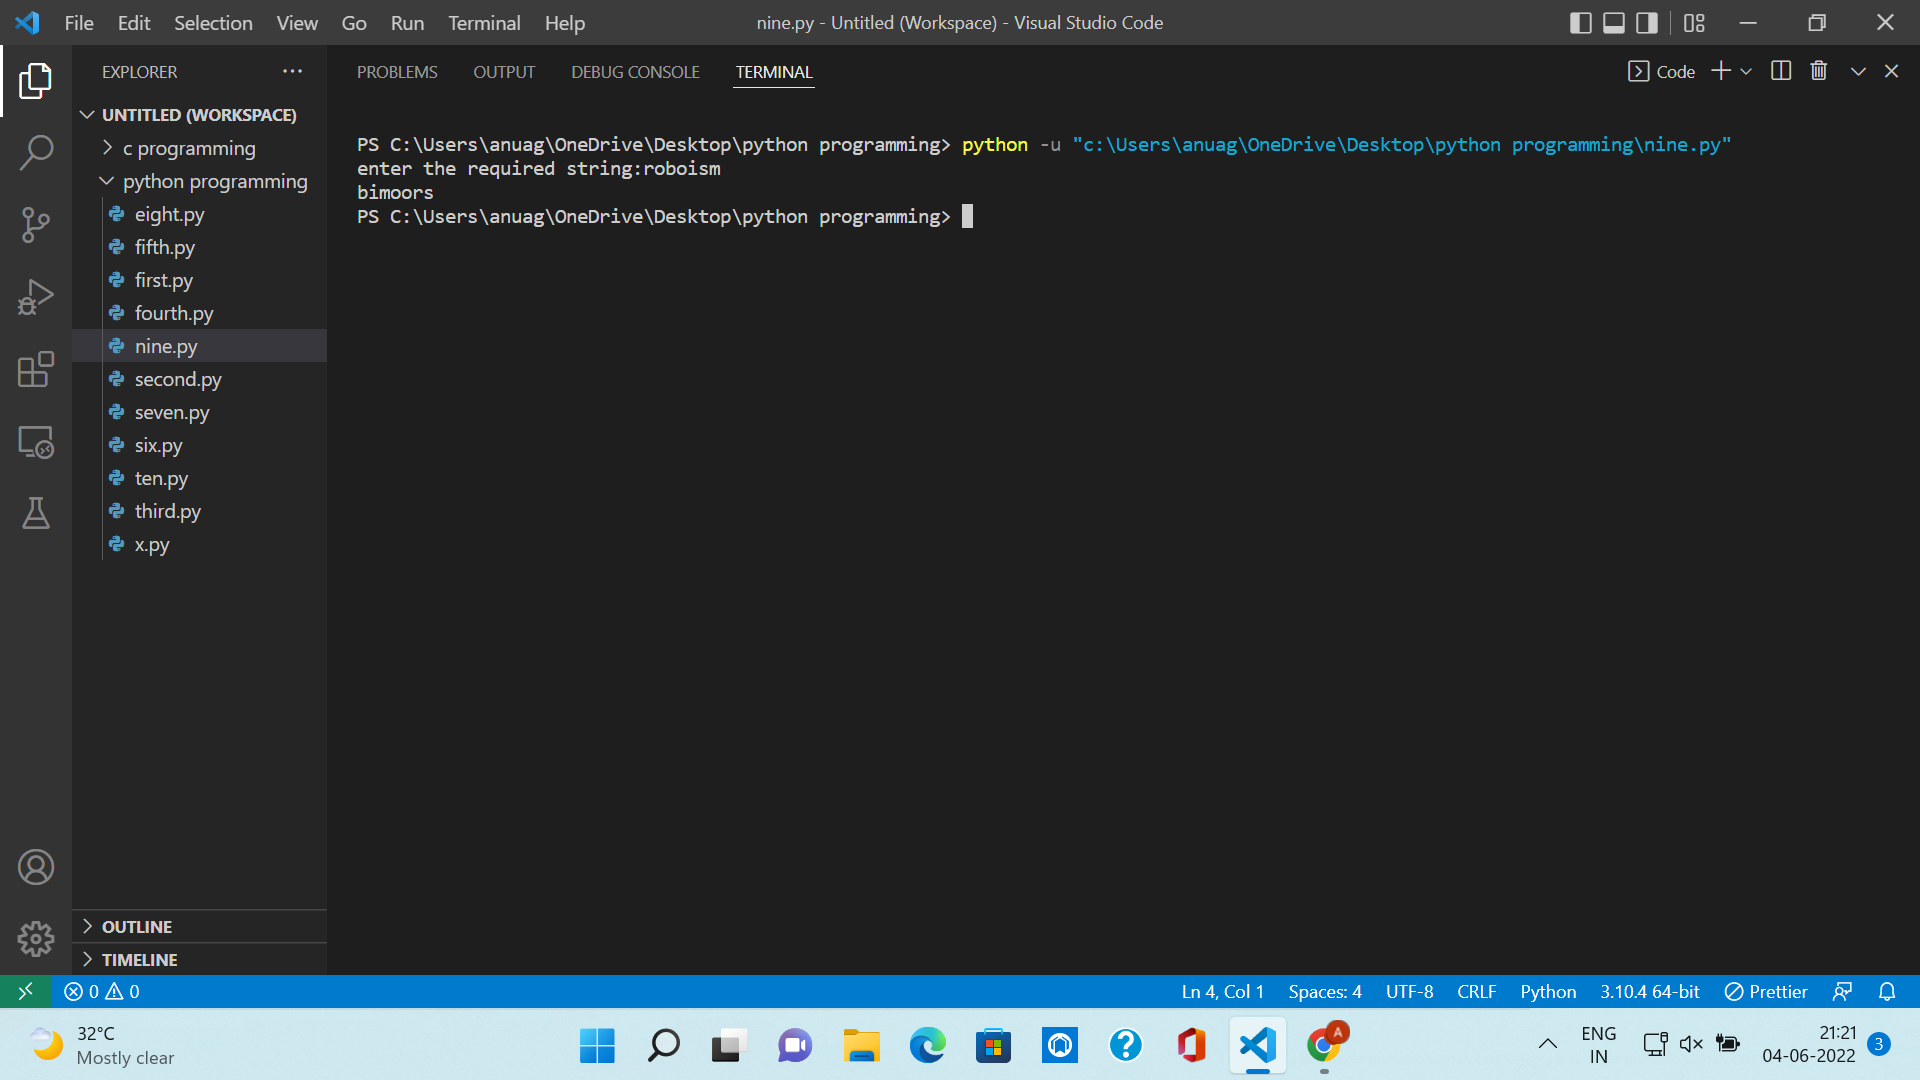 File Edit Selection View Go Run Terminal Help
nine.py - Untitled (Workspace) - Visual Studio Code
EXPLORER
UNTITLED (WORKSPACE)
c programming
python programming
eight.py
fifth.py
first.py
fourth.py
nine.py
second.py
seven.py
six.py
ten.py
third.py
x.py
OUTLINE
TIMELINE
PROBLEMS OUTPUT DEBUG CONSOLE TERMINAL
Code
PS C:\Users\anuag\OneDrive\Desktop\python programming> python -u "c:\Users\anuag\OneDrive\Desktop\python programming\nine.py"
enter the required string:roboism
bimoors
PS C:\Users\anuag\OneDrive\Desktop\python programming>
0 0
Ln 4, Col 1 Spaces: 4 UTF-8 CRLF Python 3.10.4 64-bit Prettier
32°C
Mostly clear
A
ENG
IN
21:21
04-06-2022
3